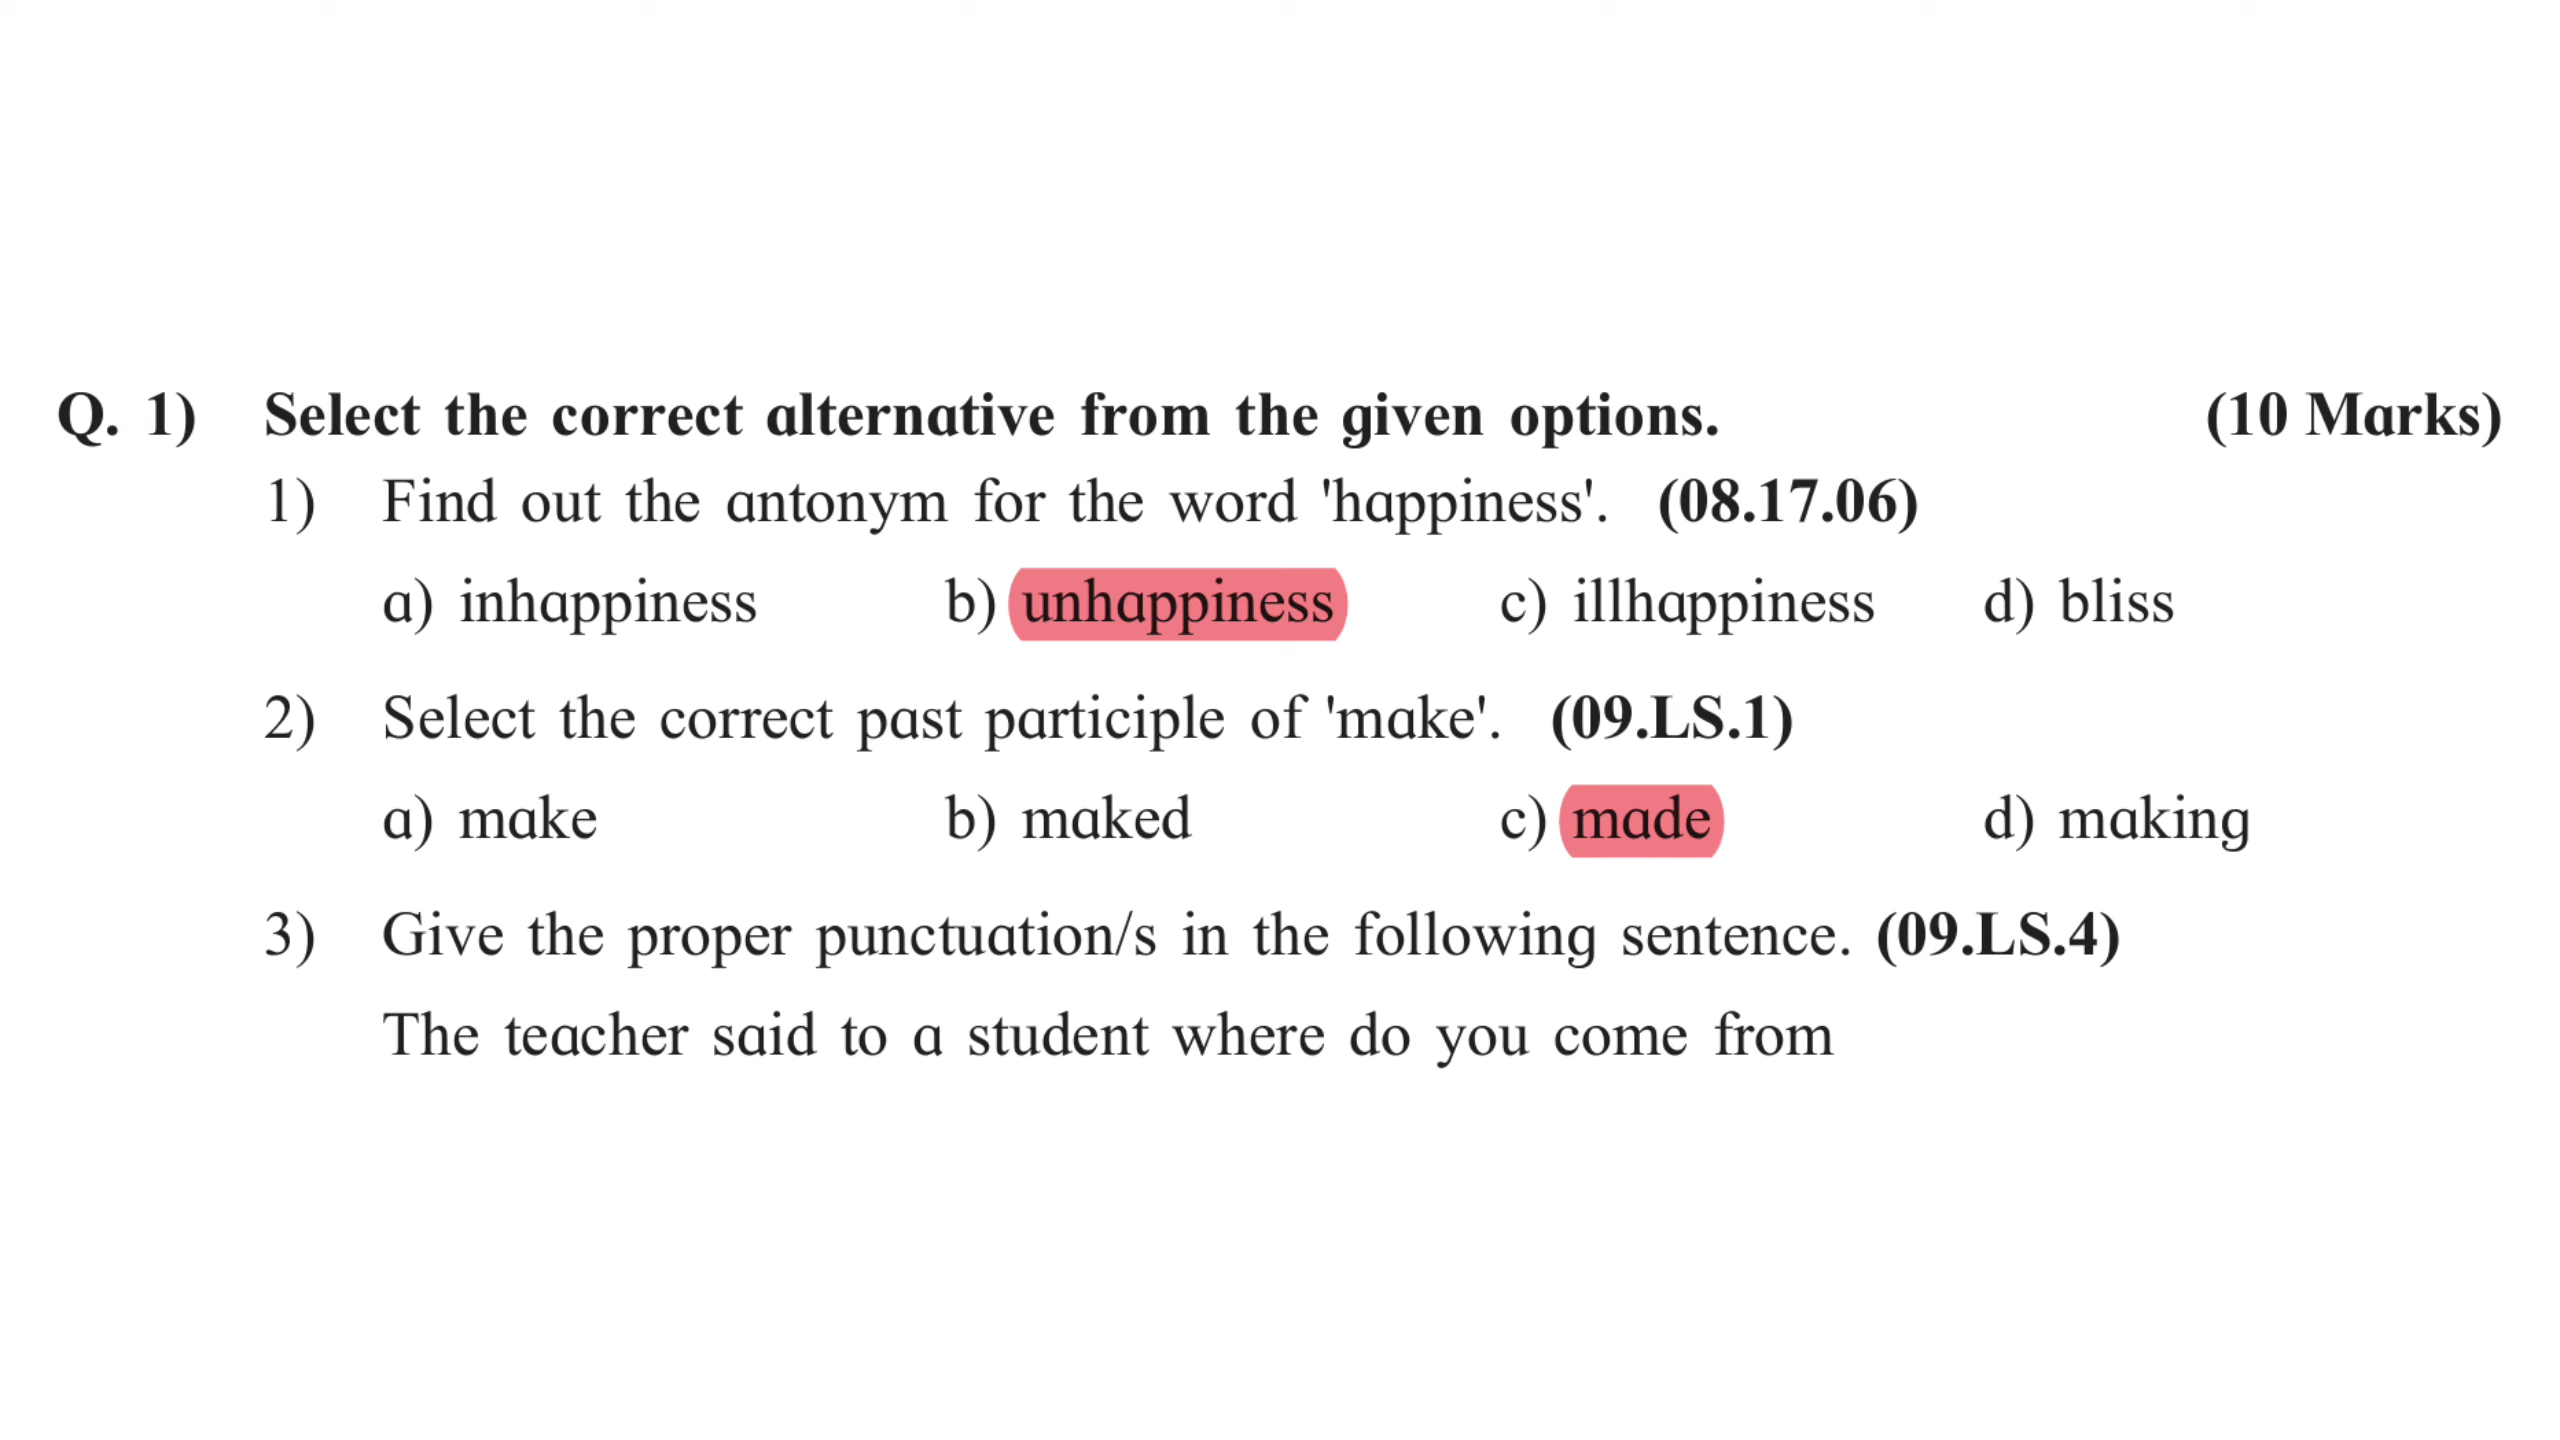 Q. 1) Select the correct alternative from the given options. (10 Marks)
1) Find out the antonym for the word 'happiness'. (08.17.06)
a) inhappiness b) unhappiness c) illhappiness d) bliss
2) Select the correct past participle of 'make'. (09.LS.1)
a) make b) maked c) made d) making
3) Give the proper punctuation/s in the following sentence. (09.LS.4)
The teacher said to a student where do you come from